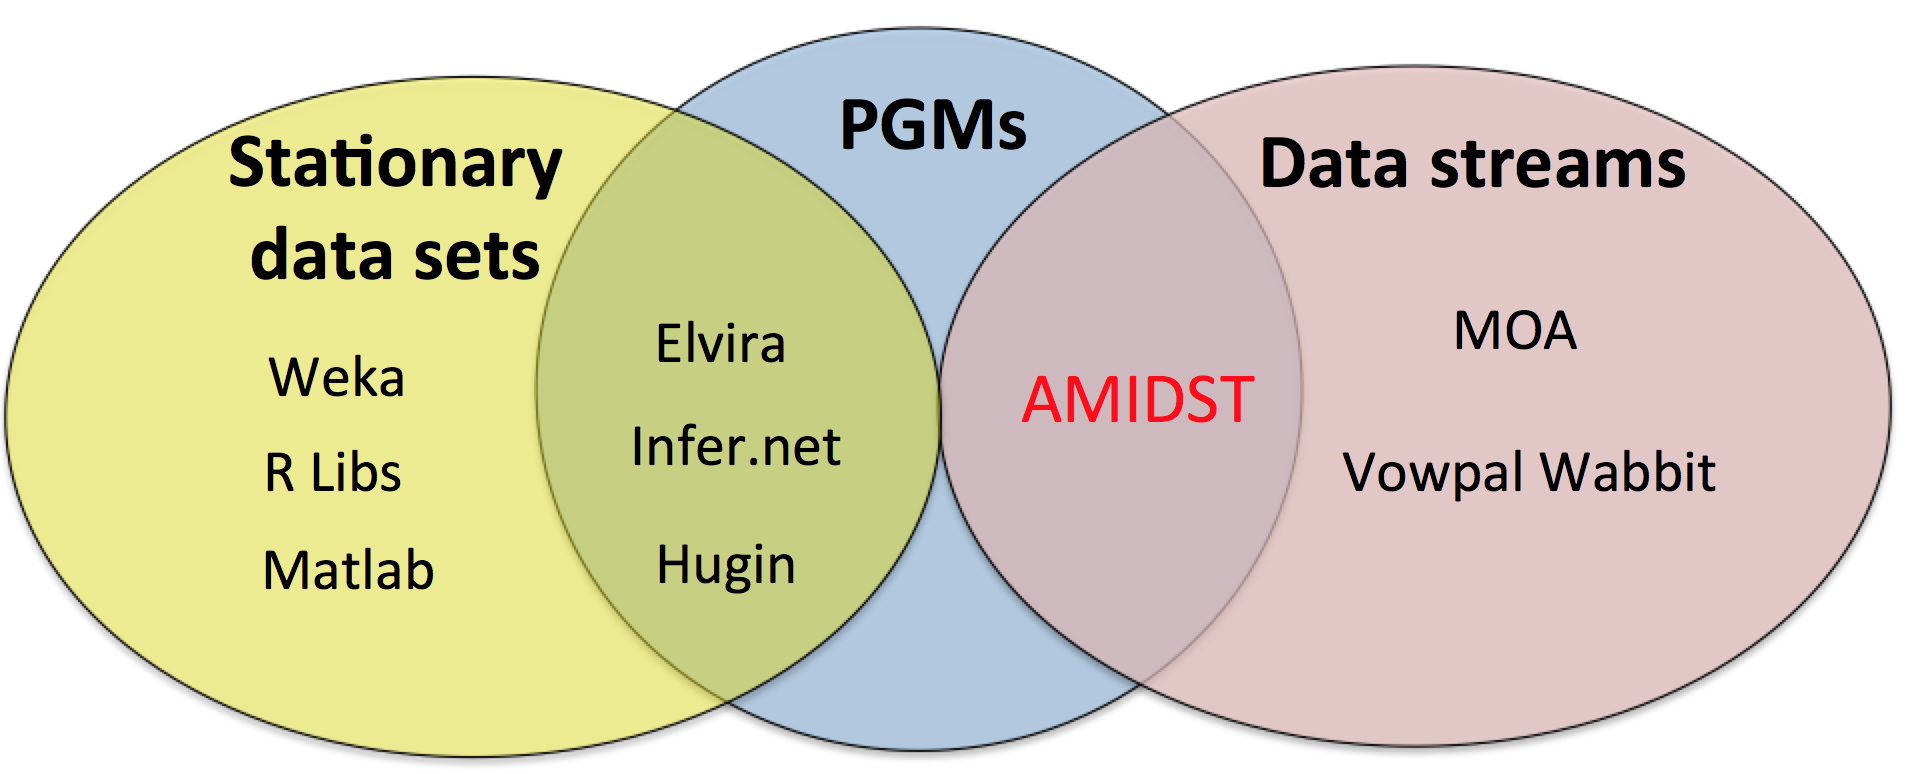 Stationary
data sets
Weka
R Libs
Matlab
PGMs
Elvira
Infer.net
Hugin
AMIDST
Data streams
MOA
Vowpal Wabbit